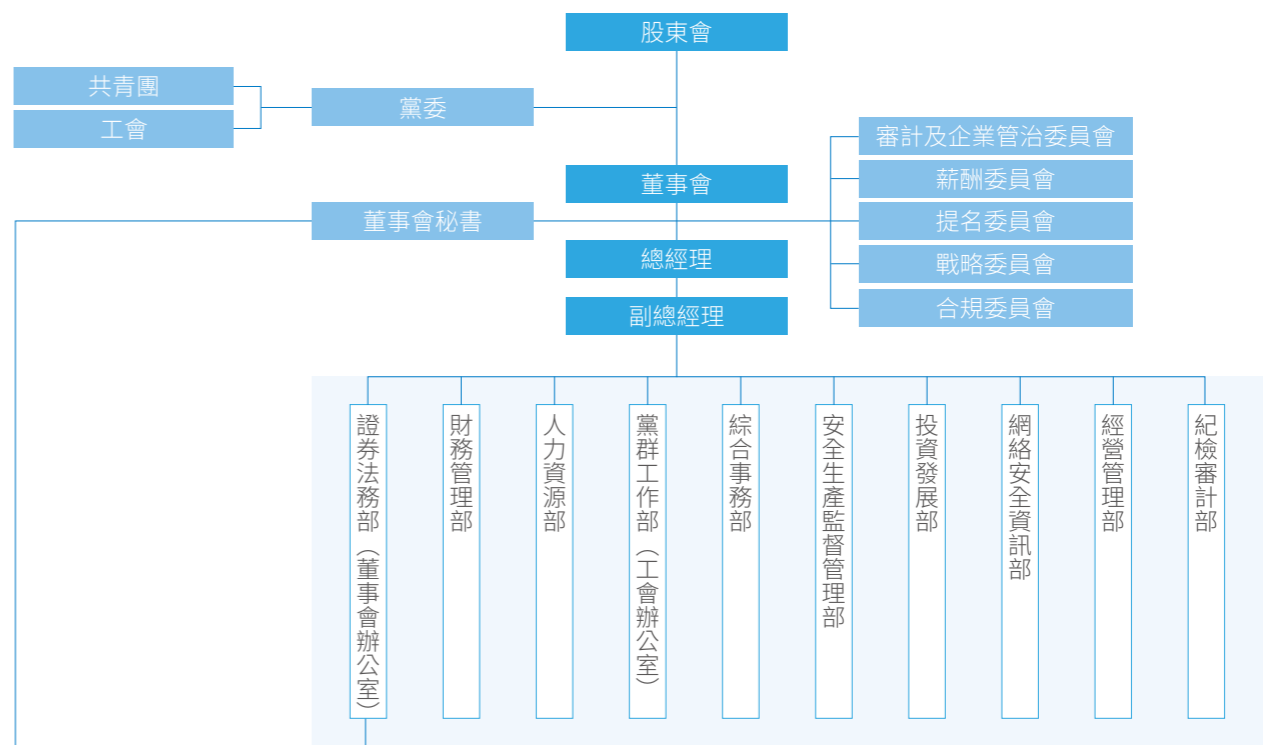 股東會
共青團
工會
黨委
審計及企業管治委員會
薪酬委員會
提名委員會
戰略委員會
合規委員會
董事會
董事會秘書
總經理
副總經理
證券法務部（董事會辦公室）
財務管理部
人力資源部
黨群工作部（工會辦公室）
綜合事務部
安全生產監督管理部
投資發展部
網絡安全資訊部
經營管理部
紀檢審計部